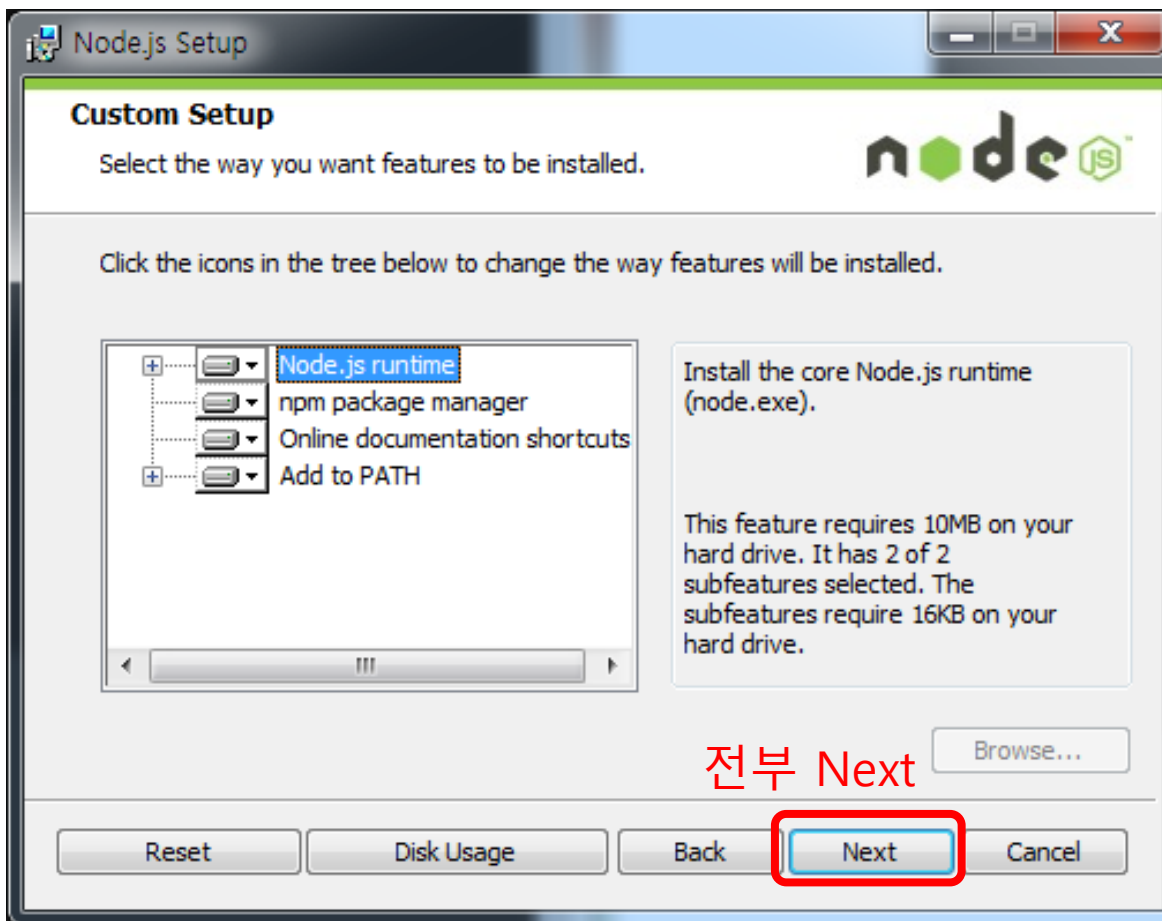 Node.js Setup
Custom Setup
Select the way you want features to be installed.
node
JS
Click the icons in the tree below to change the way features will be installed.
Node.js runtime
npm package manager
Online documentation shortcuts
Add to PATH
Install the core Node.js runtime
(node.exe).
This feature requires 10MB on your
hard drive. It has 2 of 2
subfeatures selected. The
subfeatures require 16KB on your
hard drive.
전부 Next
Browse...
Reset
Disk Usage
Back
Next
Cancel